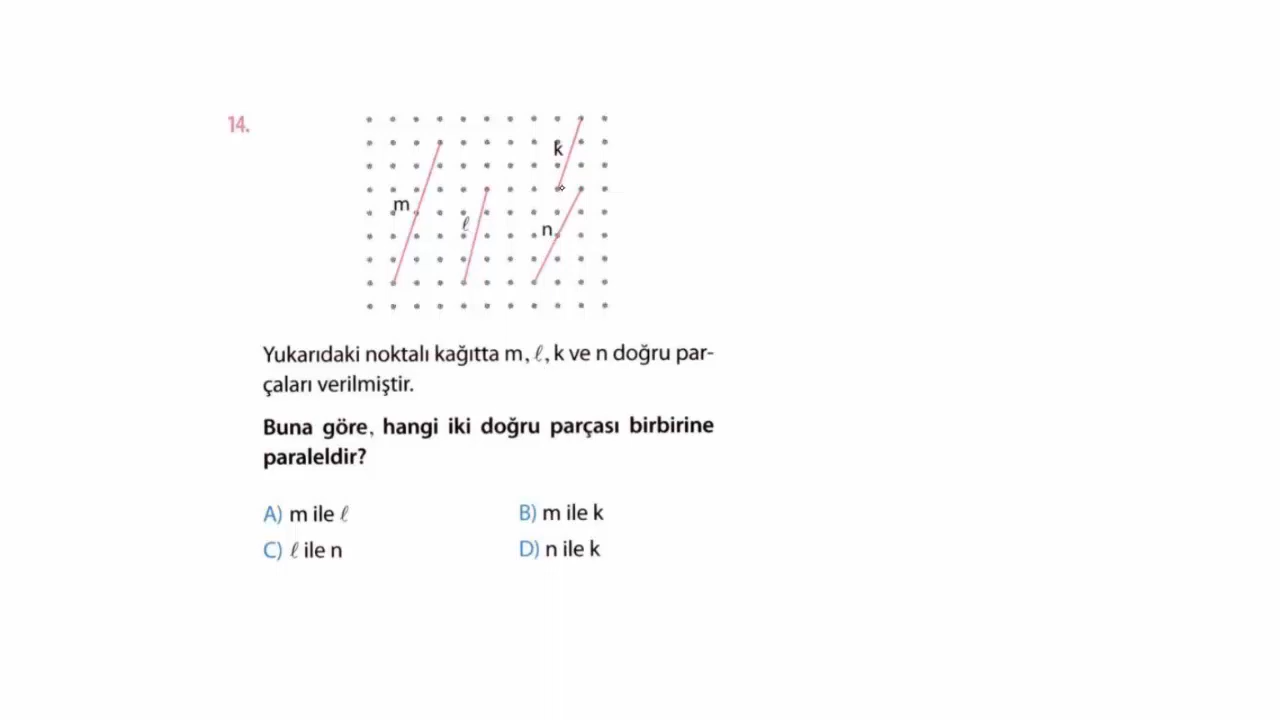 14.
k
m
ℓ
n
Yukarıdaki noktalı kağıtta m, ℓ, k ve n doğru par-
çaları verilmiştir.
Buna göre, hangi iki doğru parçası birbirine
paraleldir?
A) m ile ℓ
B) m ile k
C) ℓ ile n
D) n ile k